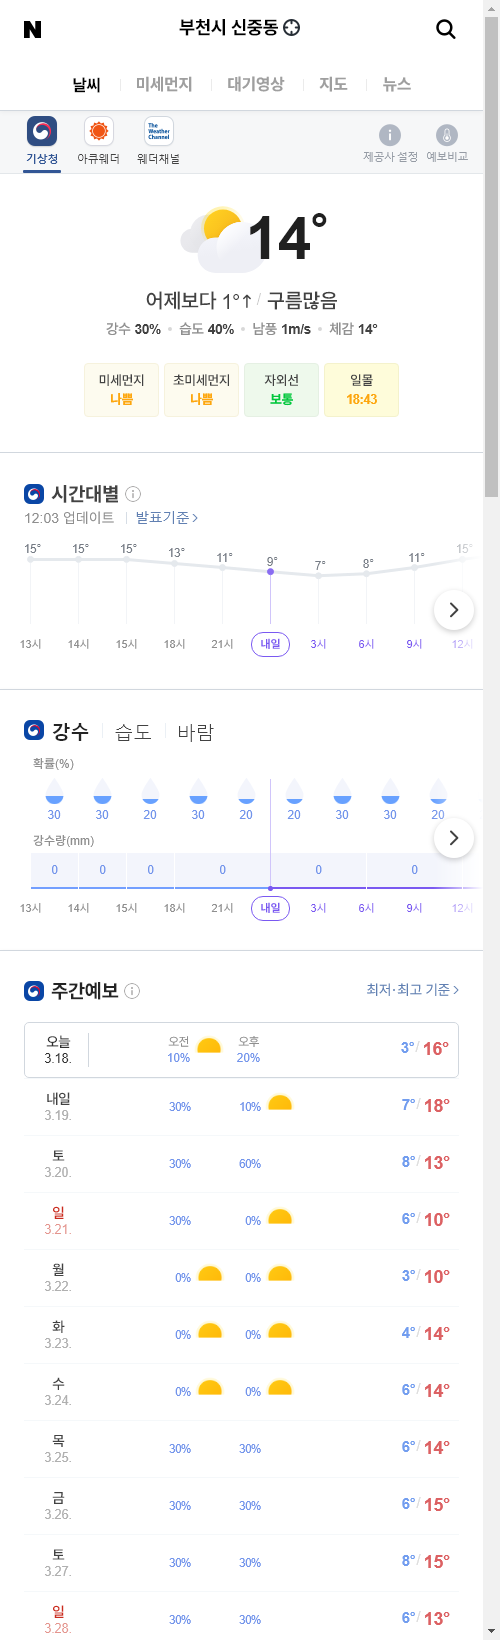 N
부천시 신중동
날씨 미세먼지 대기영상 지도 뉴스
The
Weather
Channel
기상청 아큐웨더 웨더채널 제공사 설정 예보비교
14°
어제보다 1°↑ / 구름많음
강수 30% 습도 40% 남풍 1m/s 체감 14°
미세먼지 초미세먼지 자외선 일몰
나쁨 나쁨 보통 18:43
시간대별
12:03 업데이트 발표기준 >
15° 15° 15° 13° 11° 9° 7° 8° 11° 15°
13시 14시 15시 18시 21시 내일 3시 6시 9시 12시
강수 습도 바람
확률(%)
30 30 20 30 20 20 30 30 20
강수량(mm)
0 0 0 0 0 0
13시 14시 15시 18시 21시 내일 3시 6시 9시 12시
주간예보 최저·최고 기준 >
오늘 오전 오후
3.18. 10% 20% 3°/16°
내일
3.19. 30% 10% 7°/18°
토
3.20. 30% 60% 8°/13°
일
3.21. 30% 0% 6°/10°
월
3.22. 0% 0% 3°/10°
화
3.23. 0% 0% 4°/14°
수
3.24. 0% 0% 6°/14°
목
3.25. 30% 30% 6°/14°
금
3.26. 30% 30% 6°/15°
토
3.27. 30% 30% 8°/15°
일
3.28. 30% 30% 6°/13°